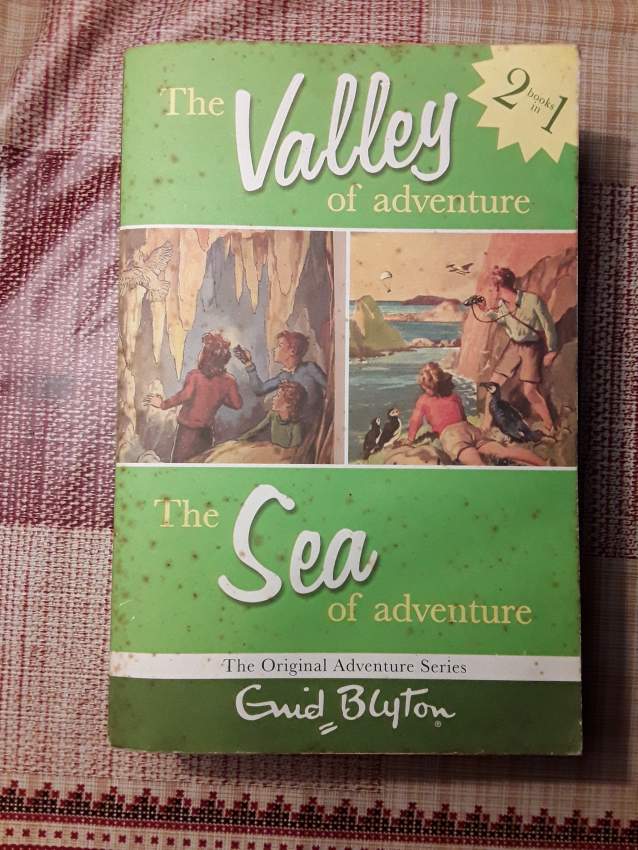 The Valley
of adventure
2 books in 1
The Sea
of adventure
The Original Adventure Series
Enid Blyton®